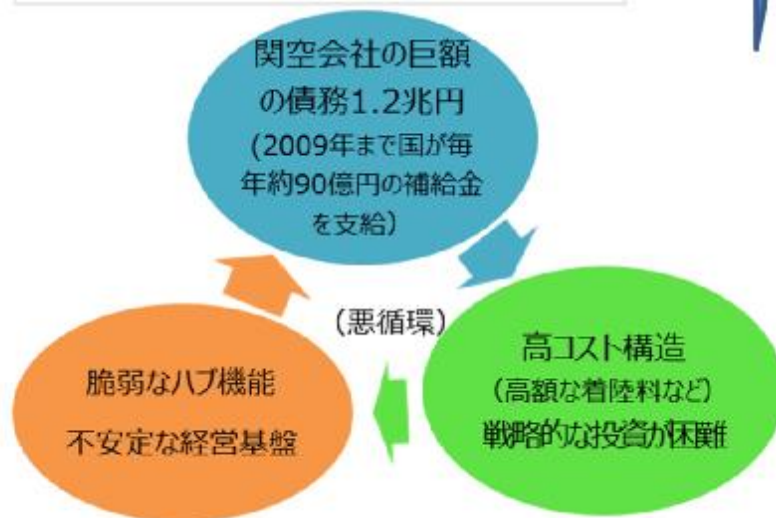 関空会社の巨額
の債務1.2兆円
(2009年まで国が毎
年約90億円の補給金
を支給)
(悪循環)
高コスト構造
(高額な着陸料など)
戦略的な投資が困難
脆弱なハブ機能
不安定な経営基盤